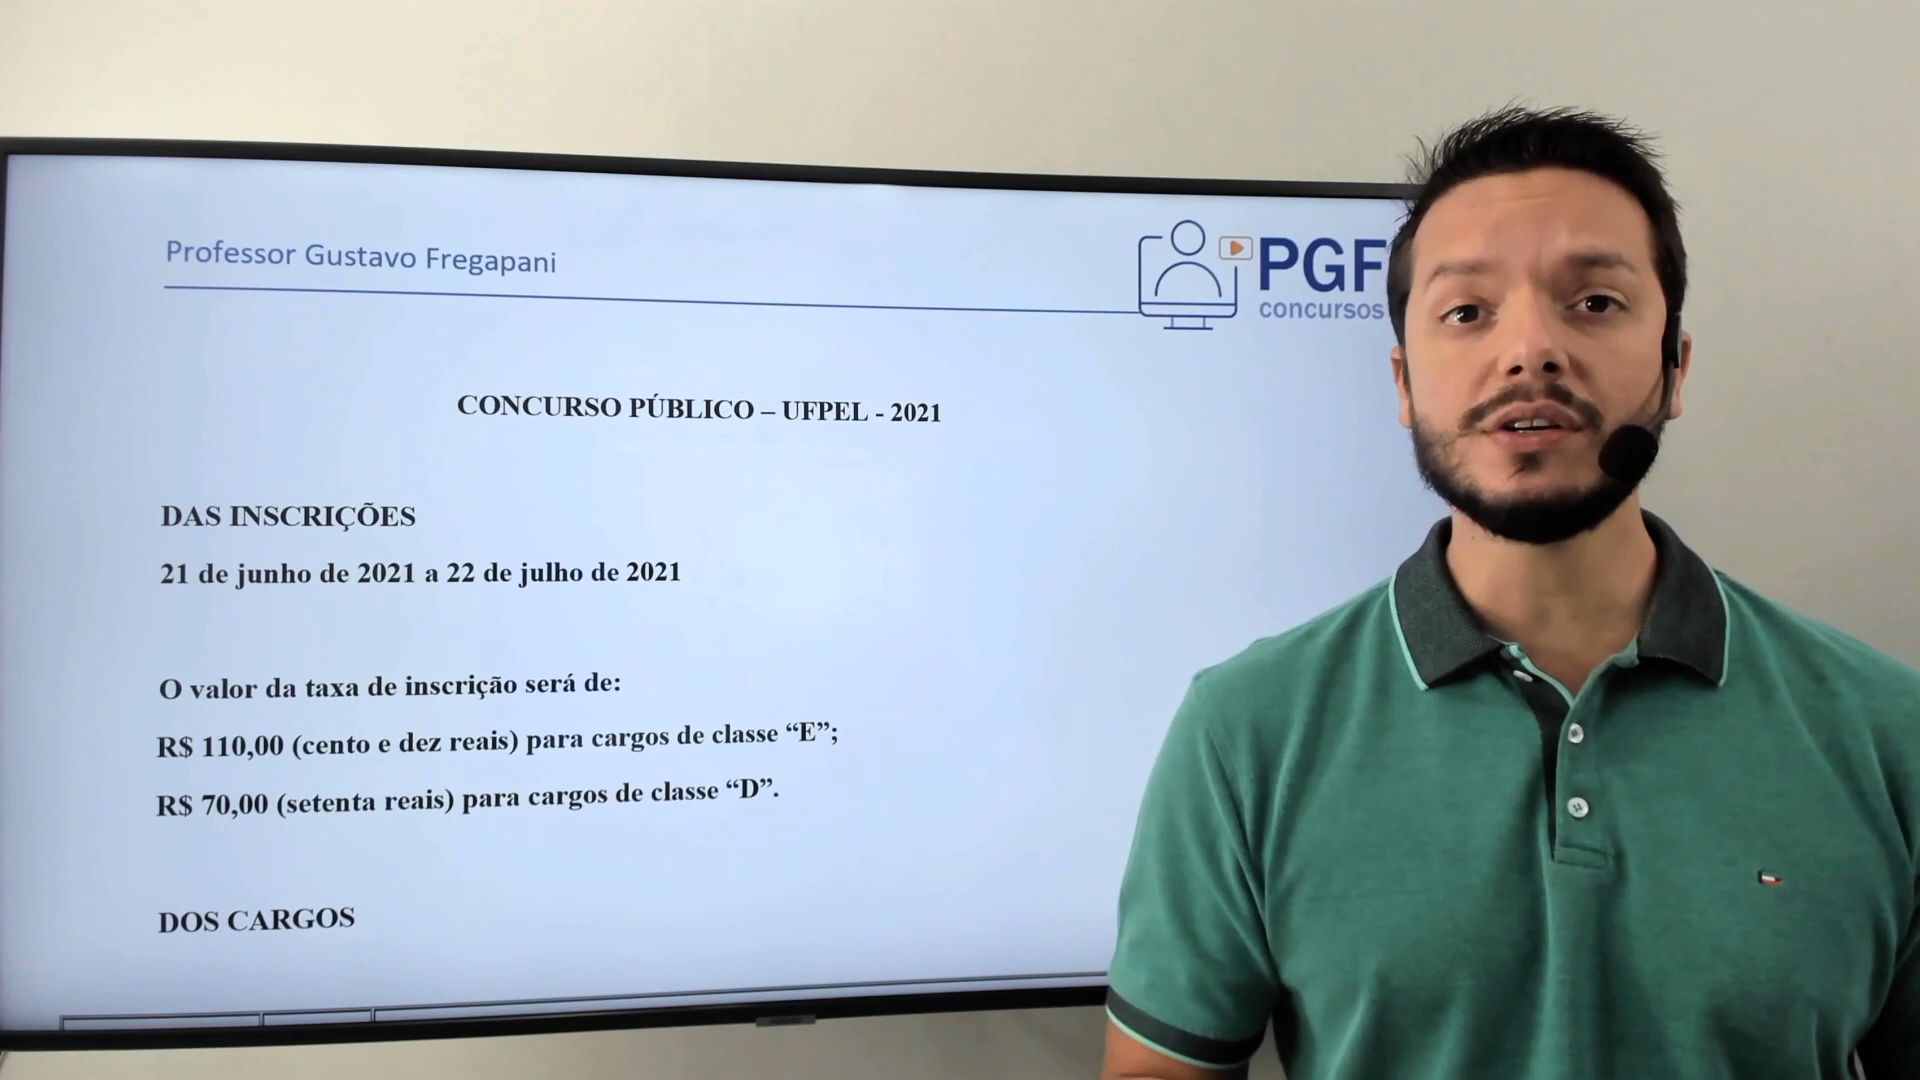 Professor Gustavo Fregapani
PGF
concursos
CONCURSO PÚBLICO – UFPEL - 2021
DAS INSCRIÇÕES
21 de junho de 2021 a 22 de julho de 2021
O valor da taxa de inscrição será de:
R$ 110,00 (cento e dez reais) para cargos de classe “E”;
R$ 70,00 (setenta reais) para cargos de classe “D”.
DOS CARGOS